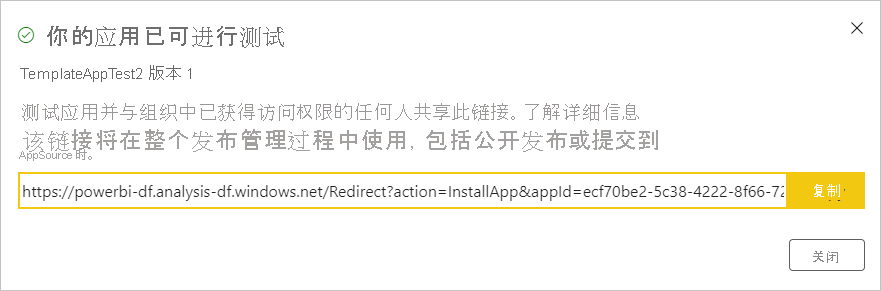 你的应用已可进行测试
TemplateAppTest2 版本 1
测试应用并与组织中已获得访问权限的任何人共享此链接。了解详细信息
该链接将在整个发布管理过程中使用，包括公开发布或提交到
AppSource 时。
https://powerbi-df.analysis-df.windows.net/Redirect?action=InstallApp&appId=ecf70be2-5c38-4222-8f66-72
复制
关闭